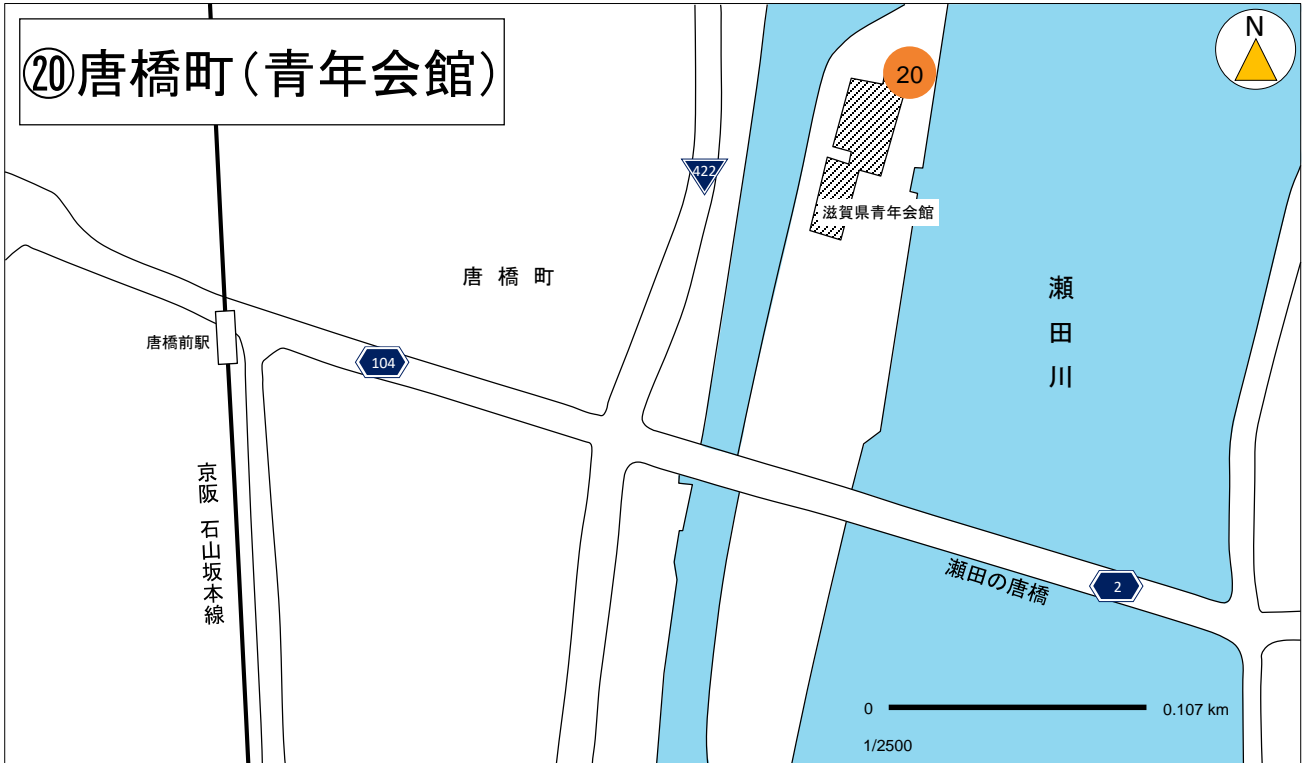 ⑳唐橋町(青年会館)
N
20
422
滋賀県青年会館
唐橋町
瀬田川
唐橋前駅
104
京阪 石山坂本線
瀬田の唐橋
2
0 0.107 km
1/2500